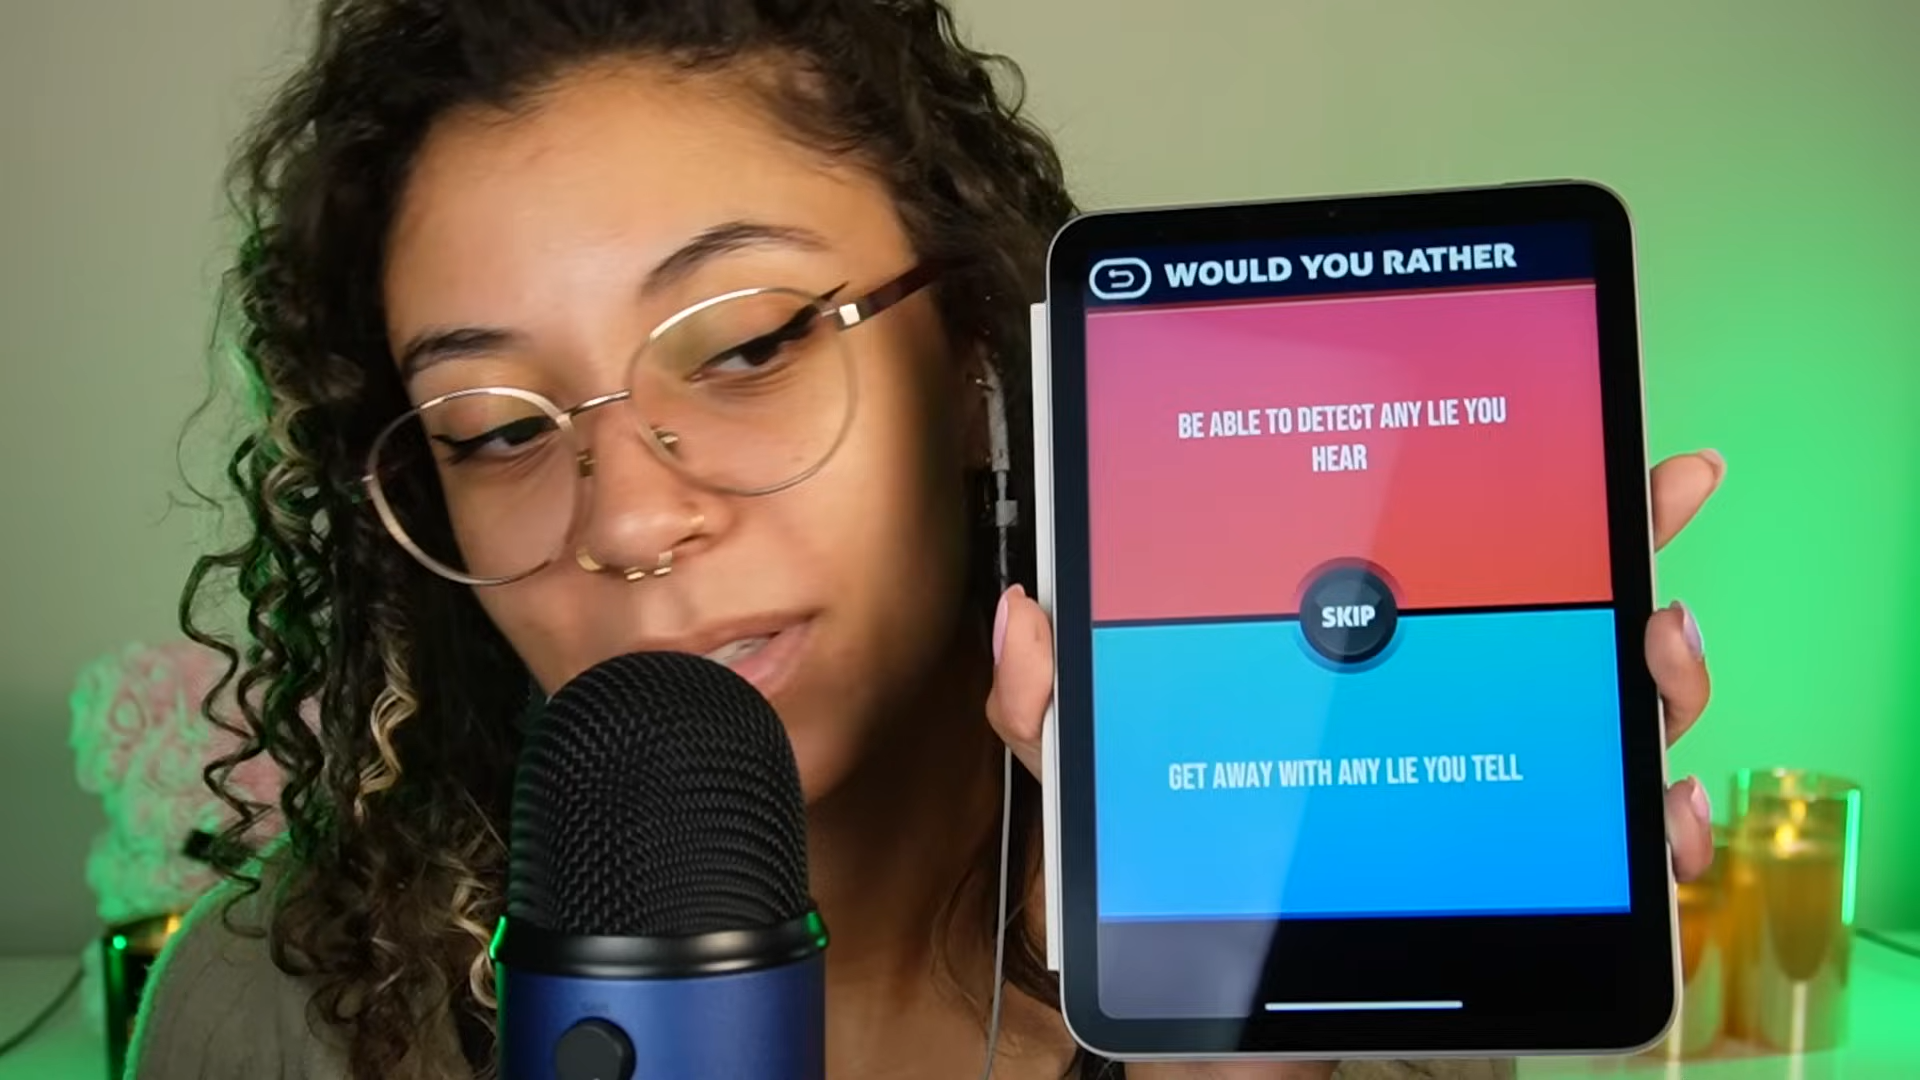 WOULD YOU RATHER
BE ABLE TO DETECT ANY LIE YOU
HEAR
SKIP
GET AWAY WITH ANY LIE YOU TELL